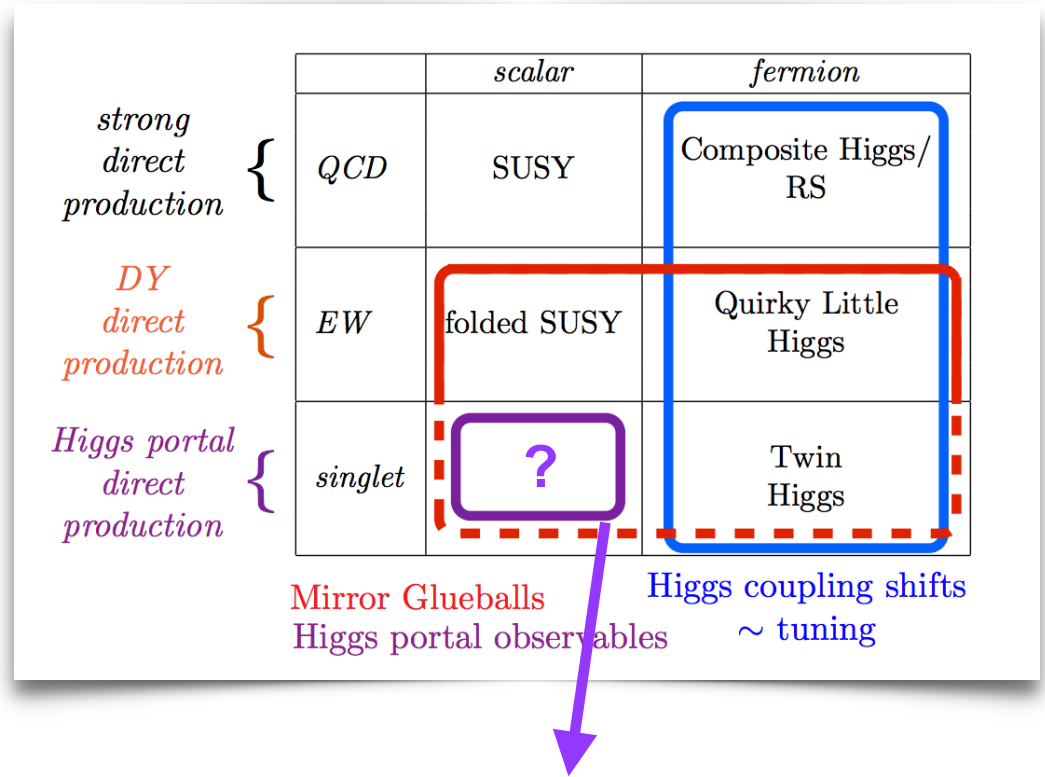 scalar
fermion
strong
direct
production
{
QCD
SUSY
Composite Higgs/
RS
DY
direct
production
{
EW
folded SUSY
Quirky Little
Higgs
Higgs portal
direct
production
{
singlet
?
Twin
Higgs
Mirror Glueballs
Higgs portal observables
Higgs coupling shifts
~ tuning